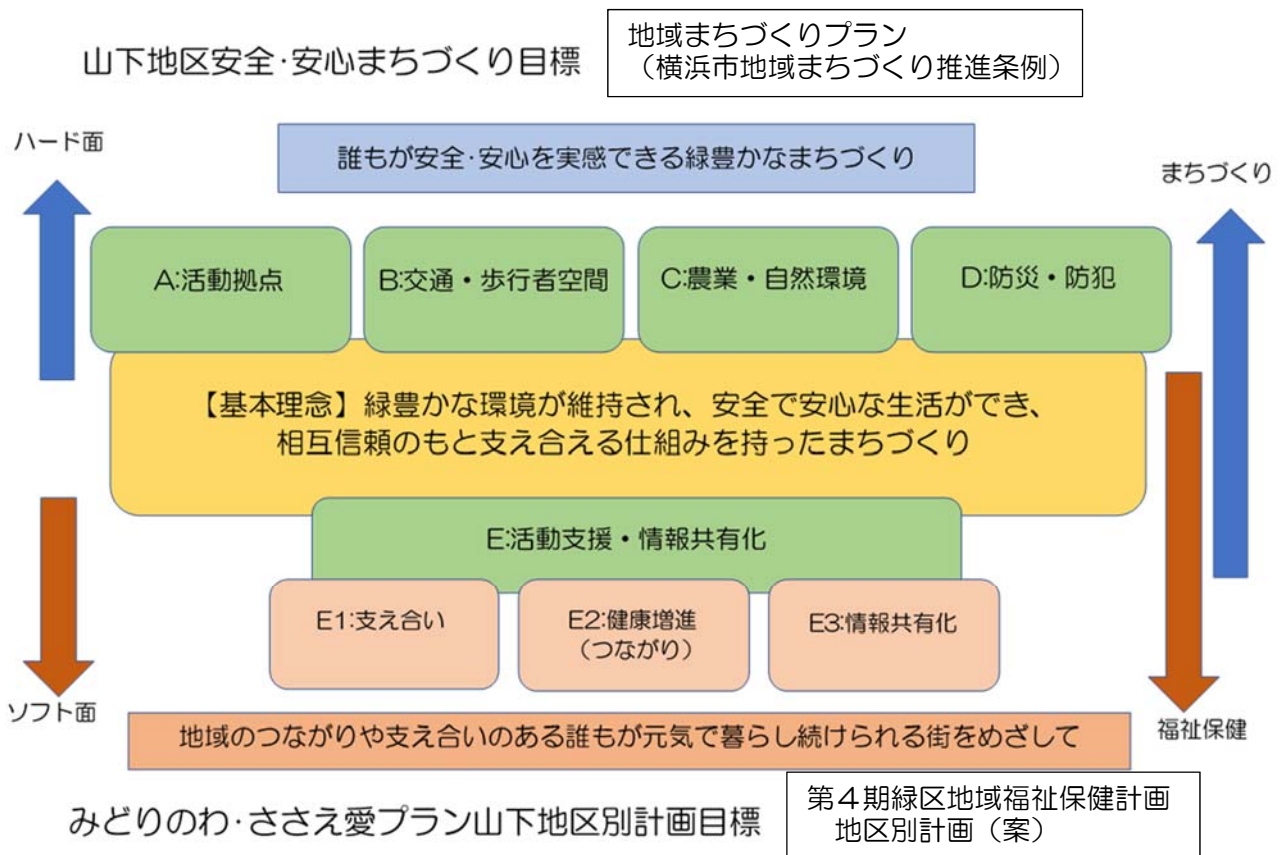 山下地区安全・安心まちづくり目標
地域まちづくりプラン
（横浜市地域まちづくり推進条例）
ハード面
誰もが安全・安心を実感できる緑豊かなまちづくり
まちづくり
A:活動拠点
B:交通・歩行者空間
C:農業・自然環境
D:防災・防犯
【基本理念】緑豊かな環境が維持され、安全で安心な生活ができ、
相互信頼のもと支え合える仕組みを持ったまちづくり
E:活動支援・情報共有化
E1:支え合い
E2:健康増進
（つながり）
E3:情報共有化
ソフト面
地域のつながりや支え合いのある誰もが元気で暮らし続けられる街をめざして
福祉保健
みどりのわ・ささえ愛プラン山下地区別計画目標
第４期緑区地域福祉保健計画
地区別計画（案）